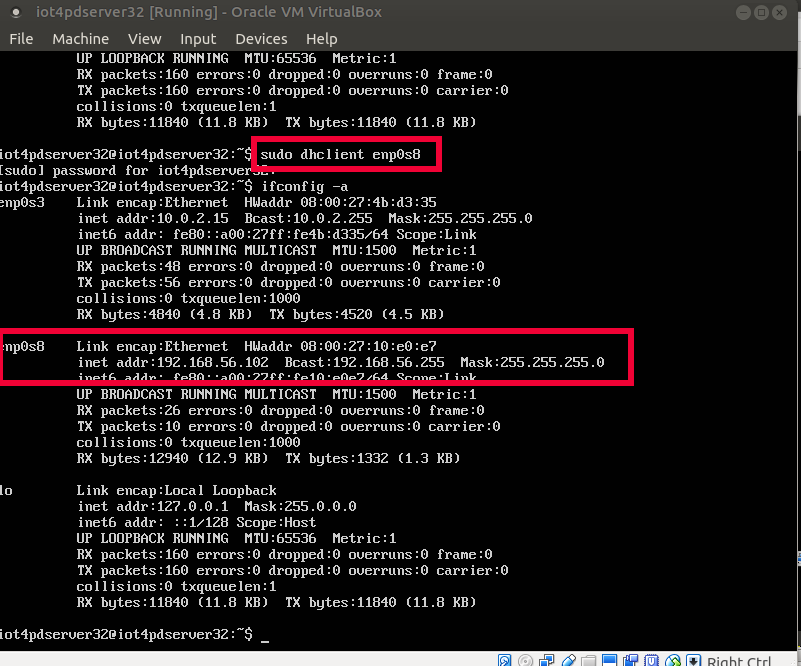 iot4pdserver32 [Running] - Oracle VM VirtualBox
File Machine View Input Devices Help
UP LOOPBACK RUNNING MTU:65536 Metric:1
RX packets:160 errors:0 dropped:0 overruns:0 frame:0
TX packets:160 errors:0 dropped:0 overruns:0 carrier:0
collisions:0 txqueuelen:1
RX bytes:11840 (11.8 KB) TX bytes:11840 (11.8 KB)
iot4pdserver32@iot4pdserver32:~$ sudo dhclient enp0s8
[sudo] password for iot4pdserver32:
iot4pdserver32@iot4pdserver32:~$ ifconfig -a
enp0s3 Link encap:Ethernet HWaddr 08:00:27:4b:d3:35
inet addr:10.0.2.15 Bcast:10.0.2.255 Mask:255.255.255.0
inet6 addr: fe80::a00:27ff:fe4b:d335/64 Scope:Link
UP BROADCAST RUNNING MULTICAST MTU:1500 Metric:1
RX packets:48 errors:0 dropped:0 overruns:0 frame:0
TX packets:56 errors:0 dropped:0 overruns:0 carrier:0
collisions:0 txqueuelen:1000
RX bytes:4840 (4.8 KB) TX bytes:4520 (4.5 KB)
enp0s8 Link encap:Ethernet HWaddr 08:00:27:10:e0:e7
inet addr:192.168.56.102 Bcast:192.168.56.255 Mask:255.255.255.0
inet6 addr: fe80::a00:27ff:fe10:e0e7/64 Scope:Link
UP BROADCAST RUNNING MULTICAST MTU:1500 Metric:1
RX packets:26 errors:0 dropped:0 overruns:0 frame:0
TX packets:10 errors:0 dropped:0 overruns:0 carrier:0
collisions:0 txqueuelen:1000
RX bytes:12940 (12.9 KB) TX bytes:1332 (1.3 KB)
lo Link encap:Local Loopback
inet addr:127.0.0.1 Mask:255.0.0.0
inet6 addr: ::1/128 Scope:Host
UP LOOPBACK RUNNING MTU:65536 Metric:1
RX packets:160 errors:0 dropped:0 overruns:0 frame:0
TX packets:160 errors:0 dropped:0 overruns:0 carrier:0
collisions:0 txqueuelen:1
RX bytes:11840 (11.8 KB) TX bytes:11840 (11.8 KB)
iot4pdserver32@iot4pdserver32:~$ _
Right Ctrl